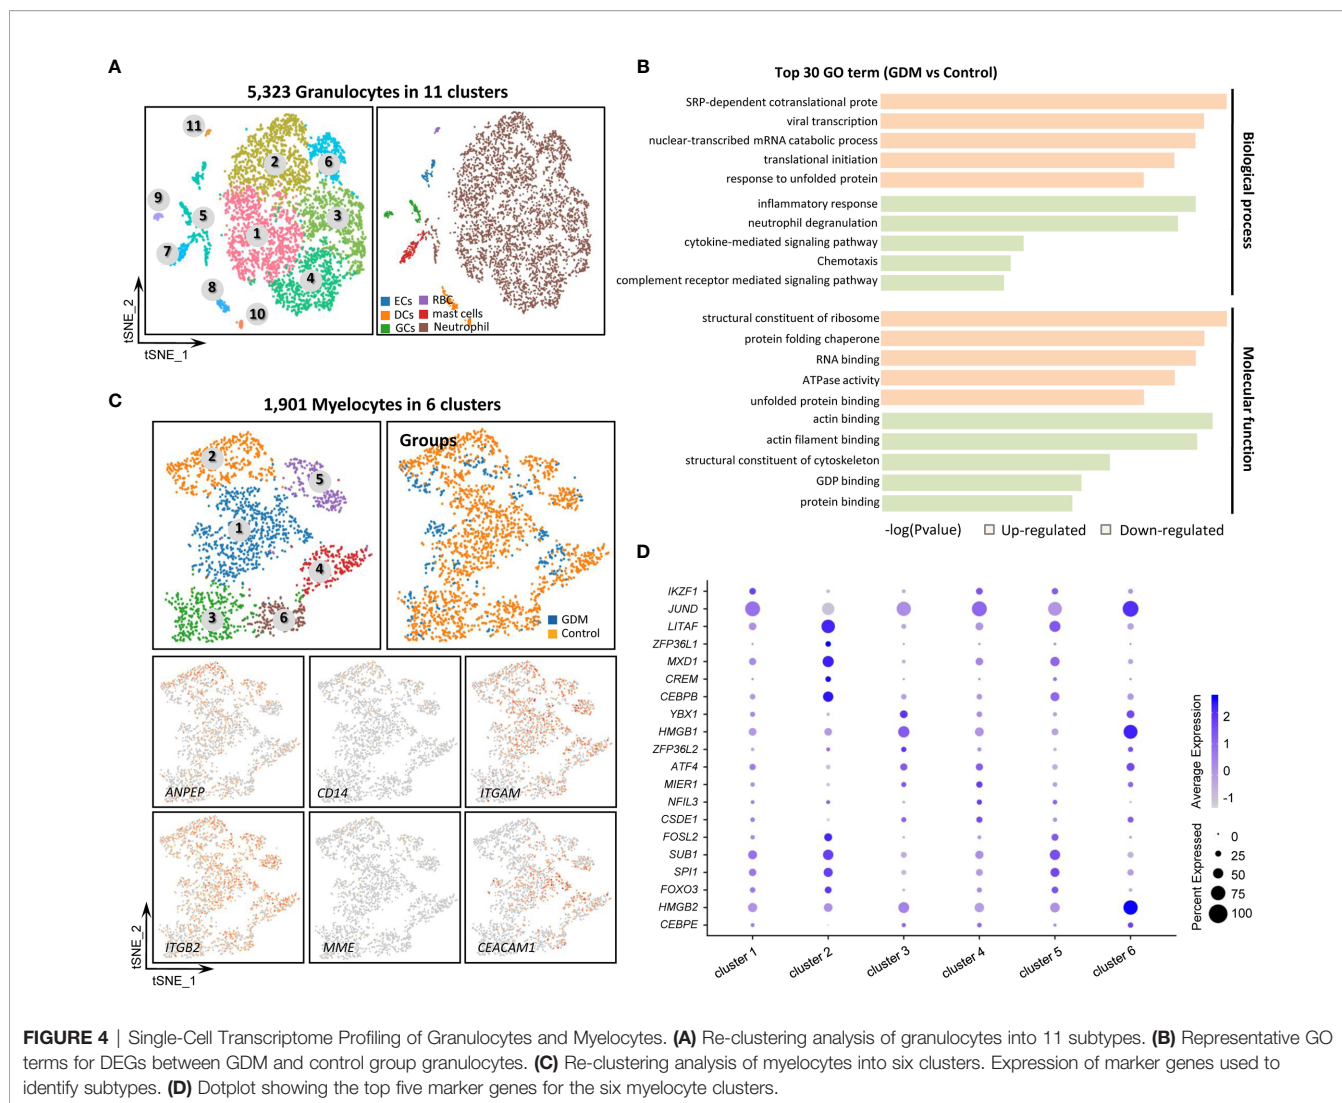 A
5,323 Granulocytes in 11 clusters
11
2
6
9
5
3
1
7
4
8
10
ECs
DCs
GCs
RBC
mast cells
Neutrophil
tSNE_2
tSNE_1
B
Top 30 GO term (GDM vs Control)
SRP-dependent cotranslational prote
viral transcription
nuclear-transcribed mRNA catabolic process
translational initiation
response to unfolded protein
inflammatory response
neutrophil degranulation
cytokine-mediated signaling pathway
Chemotaxis
complement receptor mediated signaling pathway
Biological process
structural constituent of ribosome
protein folding chaperone
RNA binding
ATPase activity
unfolded protein binding
actin binding
actin filament binding
structural constituent of cytoskeleton
GDP binding
protein binding
Molecular function
-log(Pvalue) Up-regulated Down-regulated
C
1,901 Myelocytes in 6 clusters
2
5
1
4
3
6
Groups
GDM
Control
ANPEP
CD14
ITGAM
ITGB2
MME
CEACAM1
tSNE_2
tSNE_1
D
IKZF1
JUND
LITAF
ZFP36L1
MXD1
CREM
CEBPB
YBX1
HMGB1
ZFP36L2
ATF4
MIER1
NFIL3
CSDE1
FOSL2
SUB1
SPI1
FOXO3
HMGB2
CEBPE
cluster 1
cluster 2
cluster 3
cluster 4
cluster 5
cluster 6
Average Expression
2
1
0
-1
Percent Expressed
0
25
50
75
100
FIGURE 4 | Single-Cell Transcriptome Profiling of Granulocytes and Myelocytes. (A) Re-clustering analysis of granulocytes into 11 subtypes. (B) Representative GO
terms for DEGs between GDM and control group granulocytes. (C) Re-clustering analysis of myelocytes into six clusters. Expression of marker genes used to
identify subtypes. (D) Dotplot showing the top five marker genes for the six myelocyte clusters.